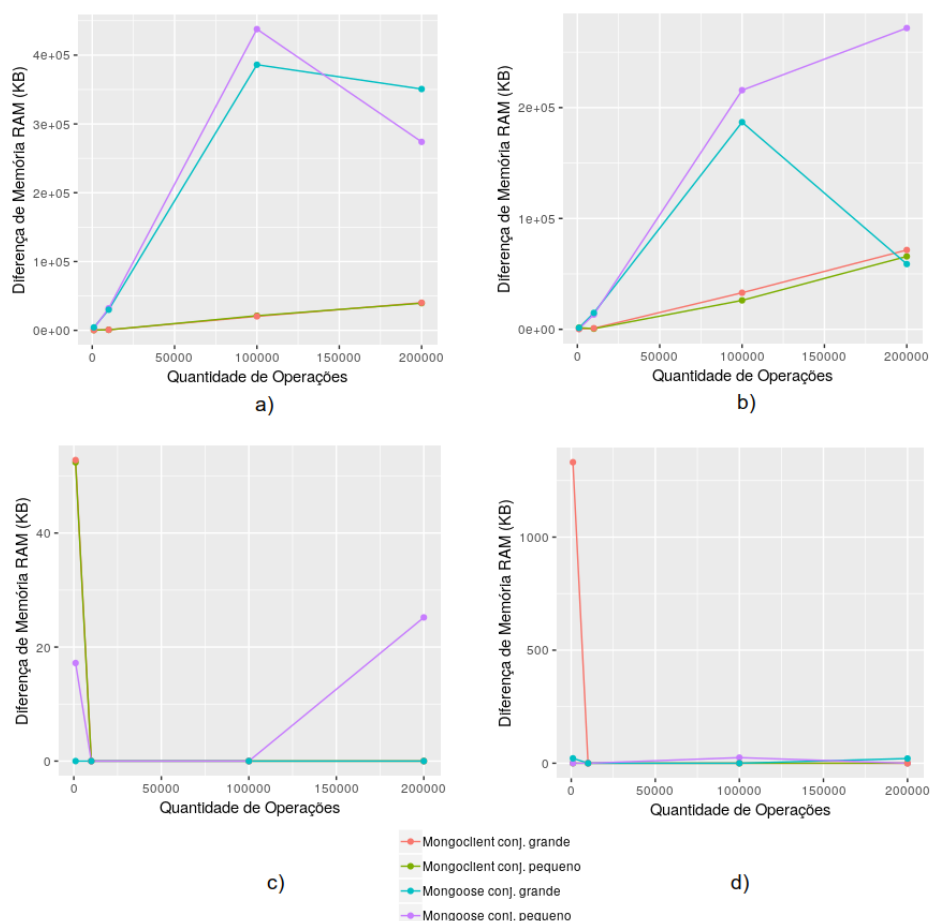 Diferença de Memória RAM (KB)
4e+05
3e+05
2e+05
1e+05
0e+00
0
50000
100000
150000
200000
Quantidade de Operações
a)
Diferença de Memória RAM (KB)
2e+05
1e+05
0e+00
0
50000
100000
150000
200000
Quantidade de Operações
b)
Diferença de Memória RAM (KB)
40
20
0
0
50000
100000
150000
200000
Quantidade de Operações
c)
Diferença de Memória RAM (KB)
1000
500
0
0
50000
100000
150000
200000
Quantidade de Operações
d)
Mongoclient conj. grande
Mongoclient conj. pequeno
Mongoose conj. grande
Mongoose conj. pequeno